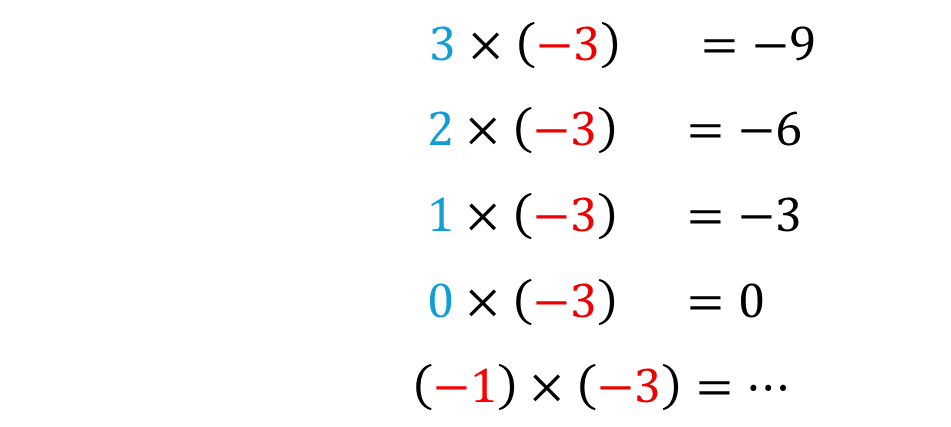 3 × (−3) = −9
2 × (−3) = −6
1 × (−3) = −3
0 × (−3) = 0
(−1) × (−3) = ⋯